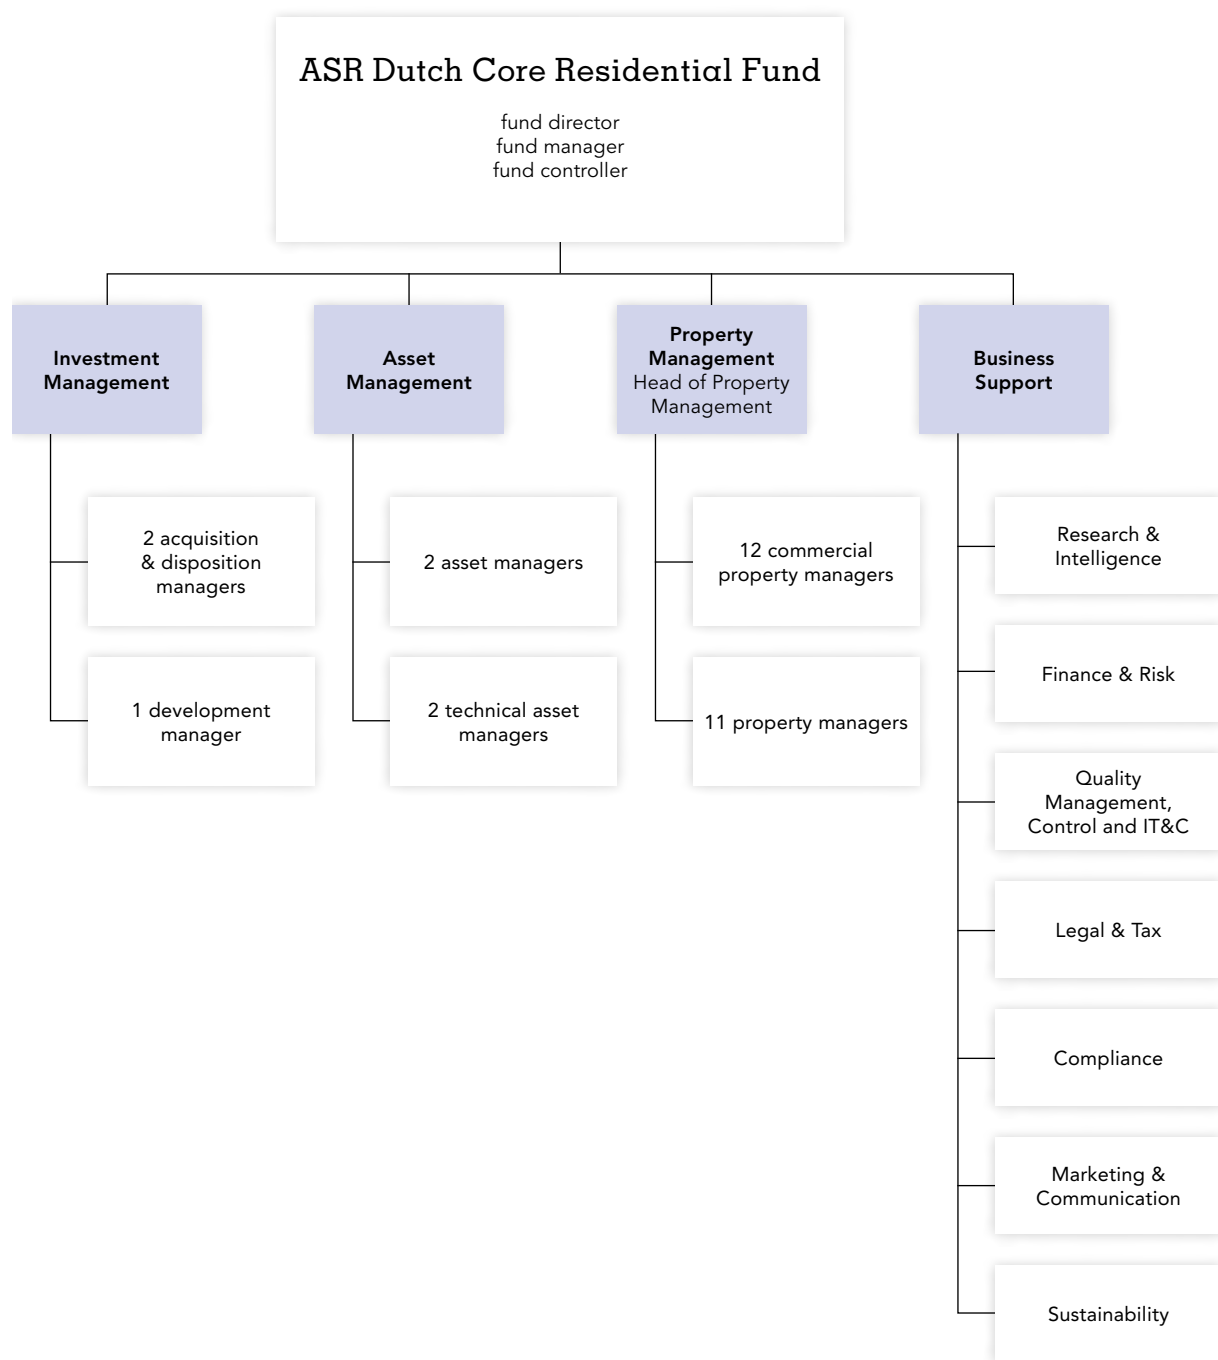 ASR Dutch Core Residential Fund
fund director
fund manager
fund controller
Investment
Management
Asset
Management
Property
Management
Head of Property
Management
Business
Support
2 acquisition
& disposition
managers
1 development
manager
2 asset managers
2 technical asset
managers
12 commercial
property managers
11 property managers
Research &
Intelligence
Finance & Risk
Quality
Management,
Control and IT&C
Legal & Tax
Compliance
Marketing &
Communication
Sustainability